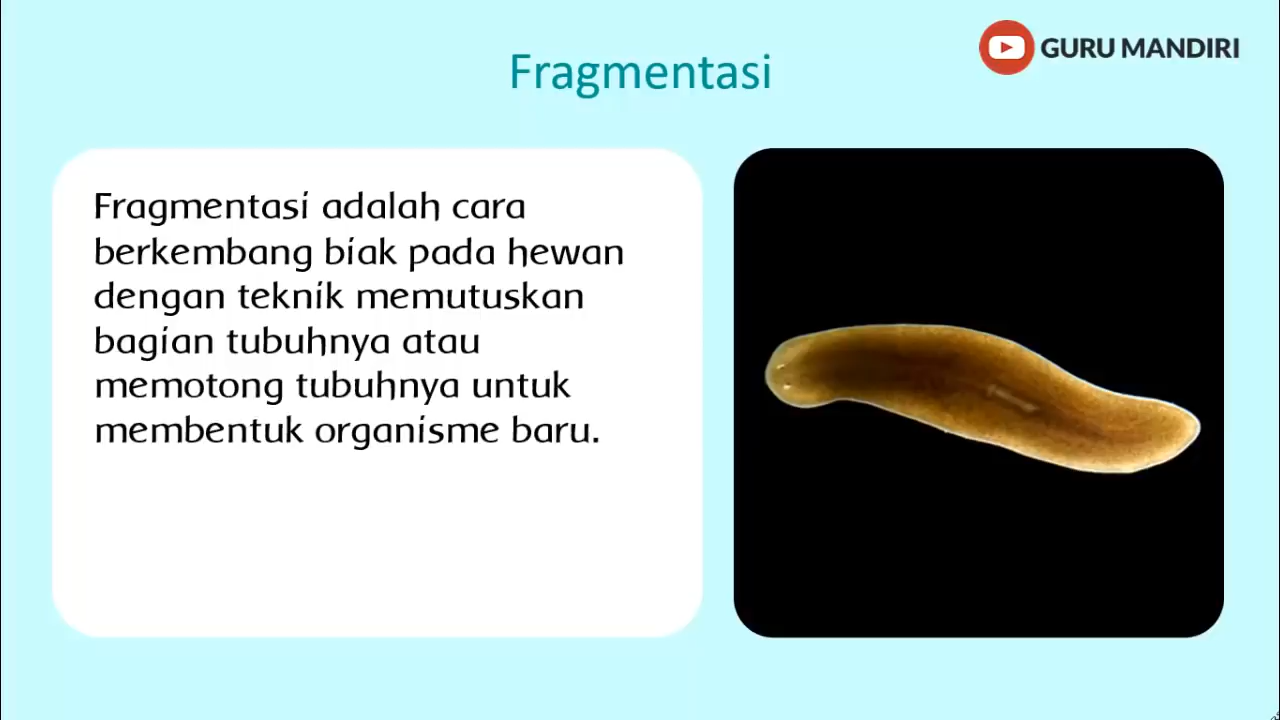 GURU MANDIRI
Fragmentasi
Fragmentasi adalah cara
berkembang biak pada hewan
dengan teknik memutuskan
bagian tubuhnya atau
memotong tubuhnya untuk
membentuk organisme baru.